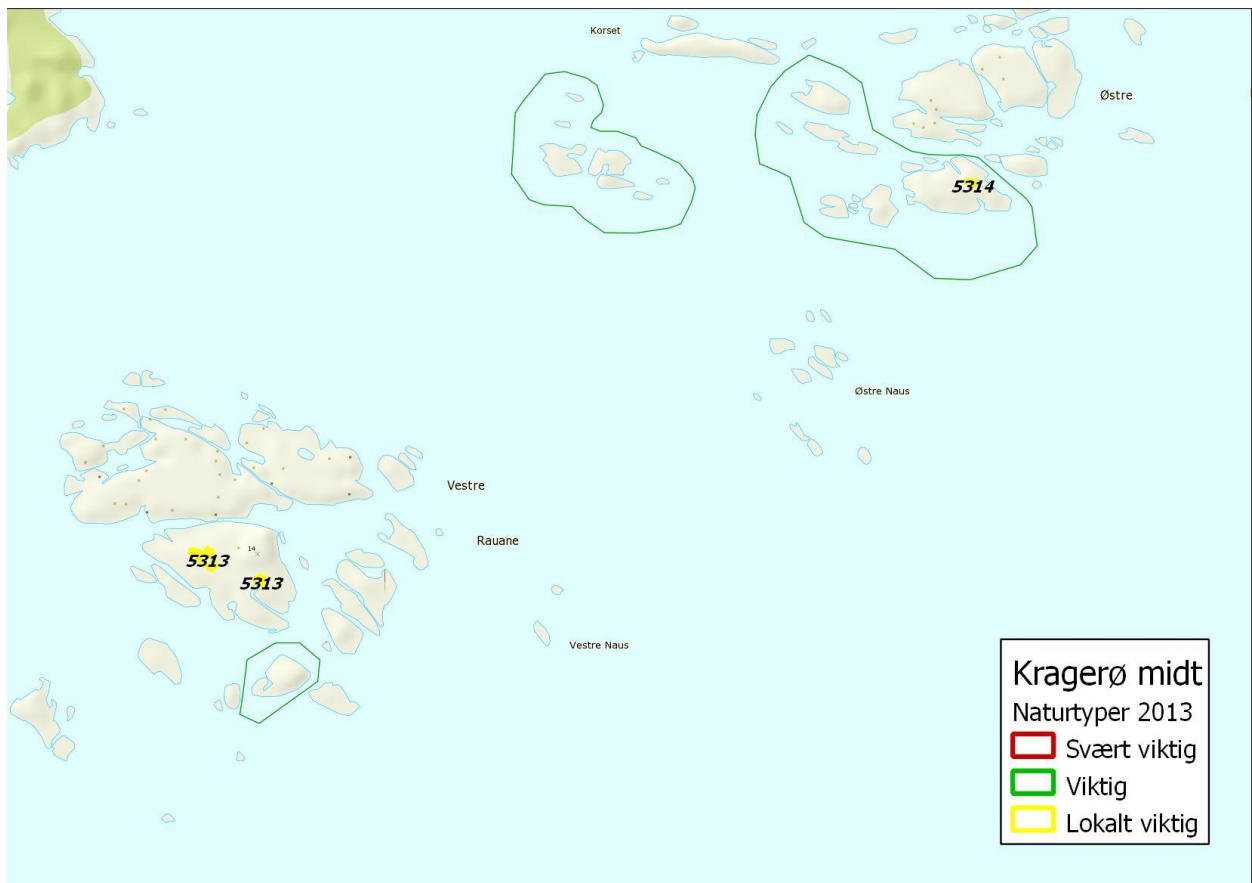 Korset
Østre
5314
Østre Naus
Vestre
Rauane
14
5313
5313
Vestre Naus
Kragerø midt
Naturtyper 2013
Svært viktig
Viktig
Lokalt viktig